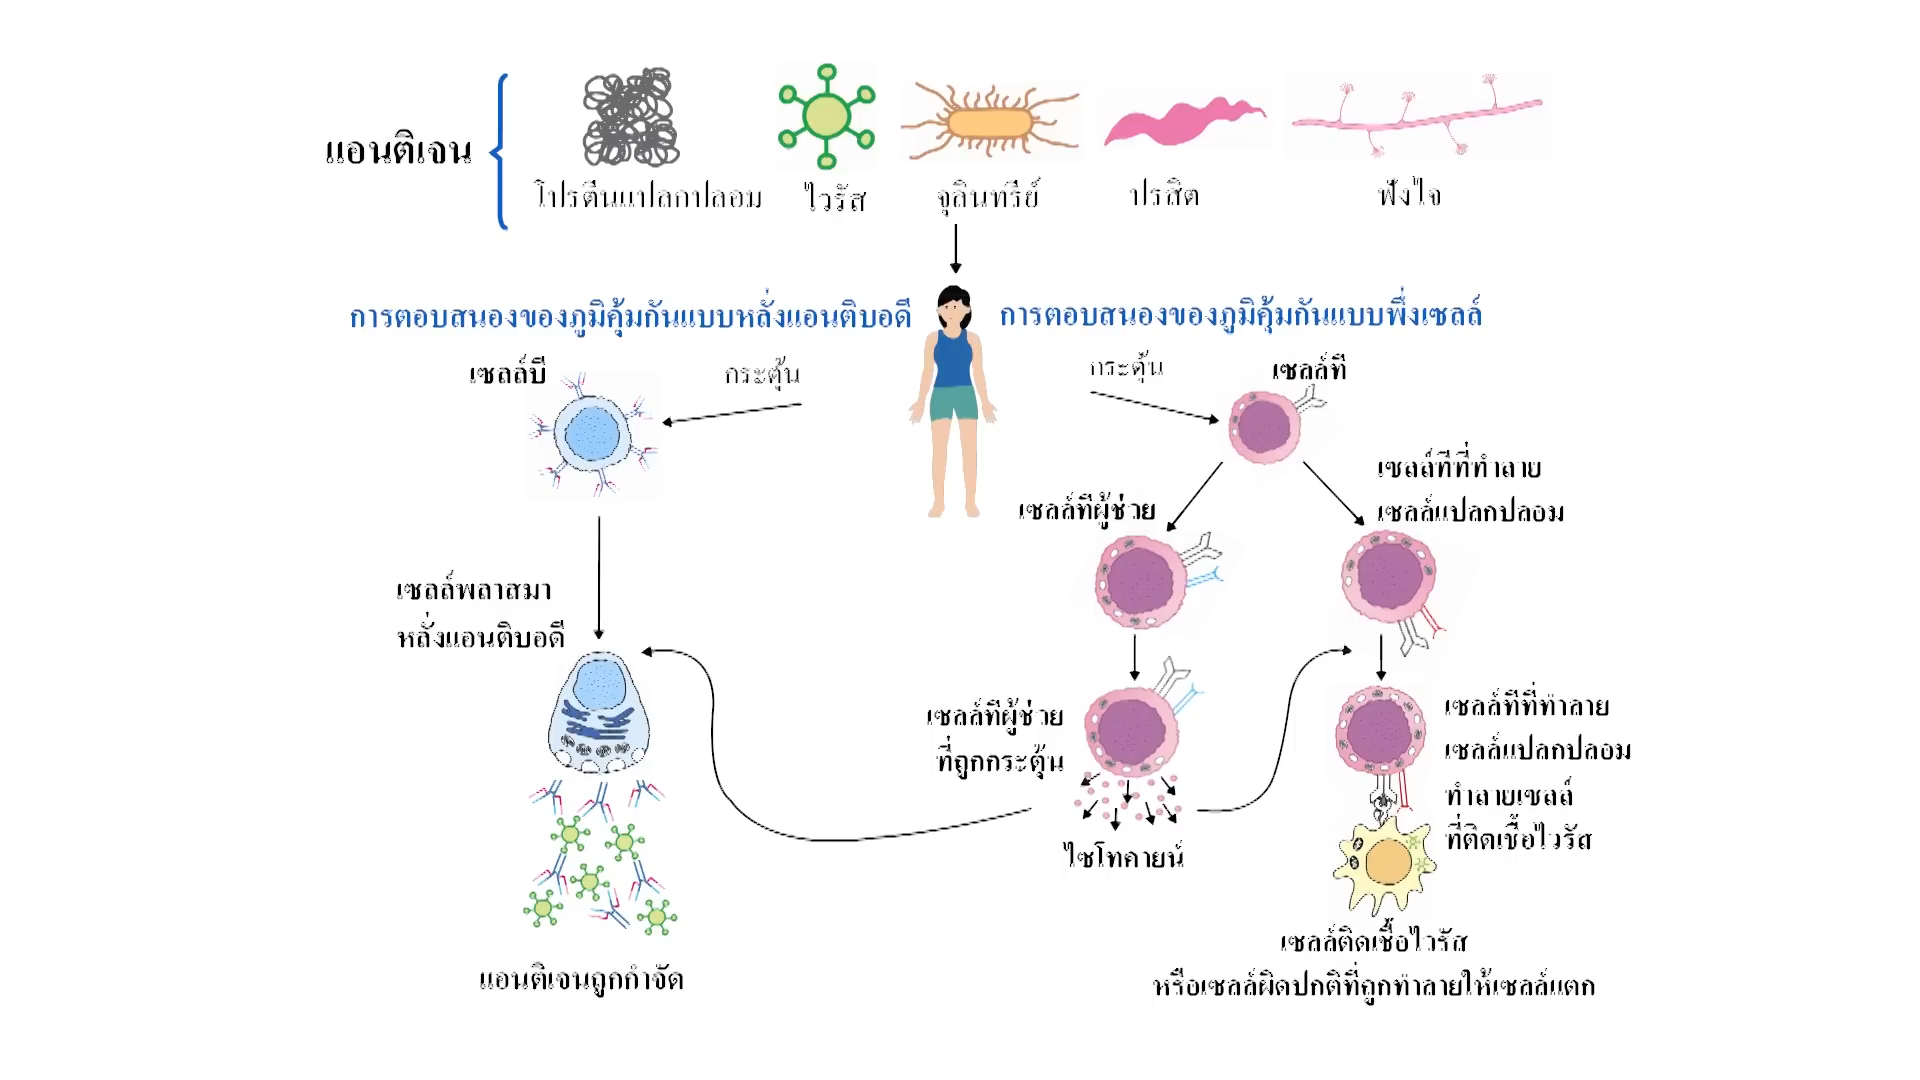 แอนติเจน
โปรตีนแปลกปลอม
ไวรัส
จุลินทรีย์
ปรสิต
ฟังไจ
การตอบสนองของภูมิคุ้มกันแบบหลั่งแอนติบอดี
การตอบสนองของภูมิคุ้มกันแบบพึ่งเซลล์
เซลล์บี
กระตุ้น
กระตุ้น
เซลล์ที
เซลล์ทีที่ทำลาย
เซลล์แปลกปลอม
เซลล์ทีผู้ช่วย
เซลล์พลาสมา
หลั่งแอนติบอดี
เซลล์ทีผู้ช่วย
ที่ถูกกระตุ้น
เซลล์ทีที่ทำลาย
เซลล์แปลกปลอม
ทำลายเซลล์
ที่ติดเชื้อไวรัส
ไซโทคายน์
แอนติเจนถูกกำจัด
เซลล์ติดเชื้อไวรัส
หรือเซลล์ผิดปกติที่ถูกทำลายให้เซลล์แตก